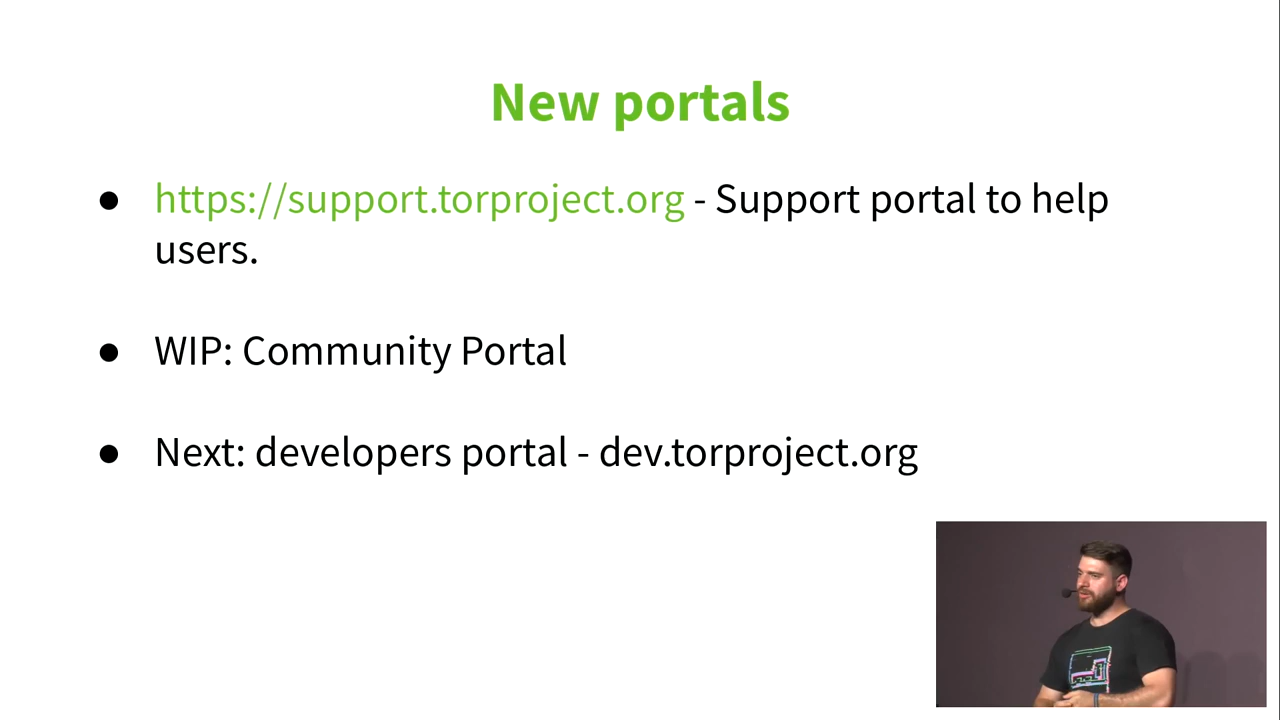 New portals
● https://support.torproject.org - Support portal to help
users.
● WIP: Community Portal
● Next: developers portal - dev.torproject.org